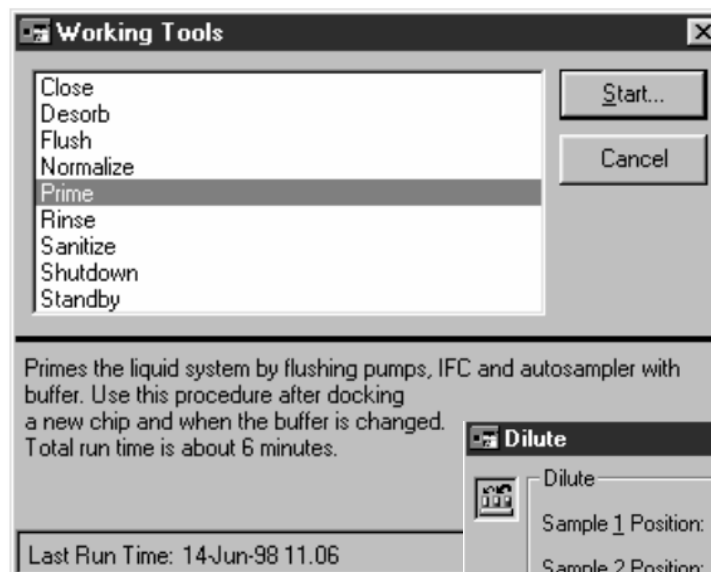 Working Tools
Close
Desorb
Flush
Normalize
Prime
Rinse
Sanitize
Shutdown
Standby
Start...
Cancel
Primes the liquid system by flushing pumps, IFC and autosampler with
buffer. Use this procedure after docking
a new chip and when the buffer is changed.
Total run time is about 6 minutes.
Last Run Time: 14-Jun-98 11.06
Dilute
Dilute
Sample 1 Position:
Sample 2 Position: